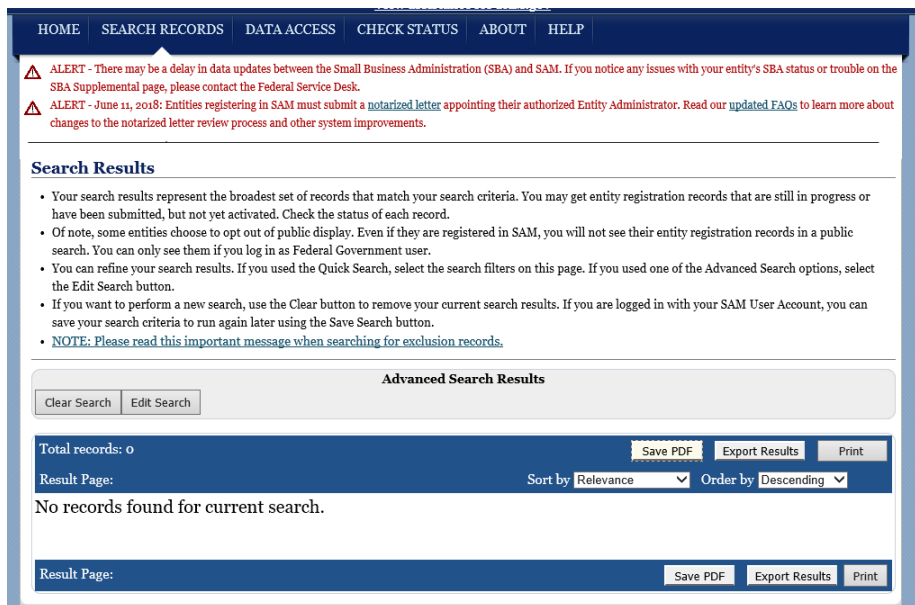 HOME SEARCH RECORDS DATA ACCESS CHECK STATUS ABOUT HELP
ALERT - There may be a delay in data updates between the Small Business Administration (SBA) and SAM. If you notice any issues with your entity's SBA status or trouble on the
SBA Supplemental page, please contact the Federal Service Desk.
ALERT - June 11, 2018: Entities registering in SAM must submit a notarized letter appointing their authorized Entity Administrator. Read our updated FAQs to learn more about
changes to the notarized letter review process and other system improvements.
Search Results
• Your search results represent the broadest set of records that match your search criteria. You may get entity registration records that are still in progress or
have been submitted, but not yet activated. Check the status of each record.
• Of note, some entities choose to opt out of public display. Even if they are registered in SAM, you will not see their entity registration records in a public
search. You can only see them if you log in as Federal Government user.
• You can refine your search results. If you used the Quick Search, select the search filters on this page. If you used one of the Advanced Search options, select
the Edit Search button.
• If you want to perform a new search, use the Clear button to remove your current search results. If you are logged in with your SAM User Account, you can
save your search criteria to run again later using the Save Search button.
• NOTE: Please read this important message when searching for exclusion records.
Advanced Search Results
Clear Search Edit Search
Total records: 0 Save PDF Export Results Print
Result Page: Sort by Relevance Order by Descending
No records found for current search.
Result Page: Save PDF Export Results Print